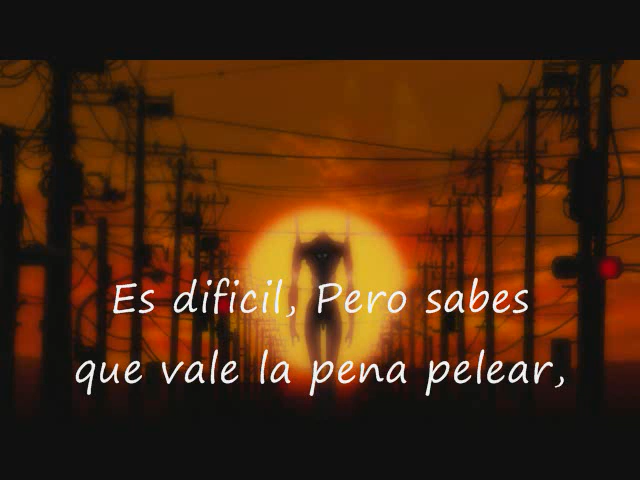 Es dificil, Pero sabes
que vale la pena pelear,